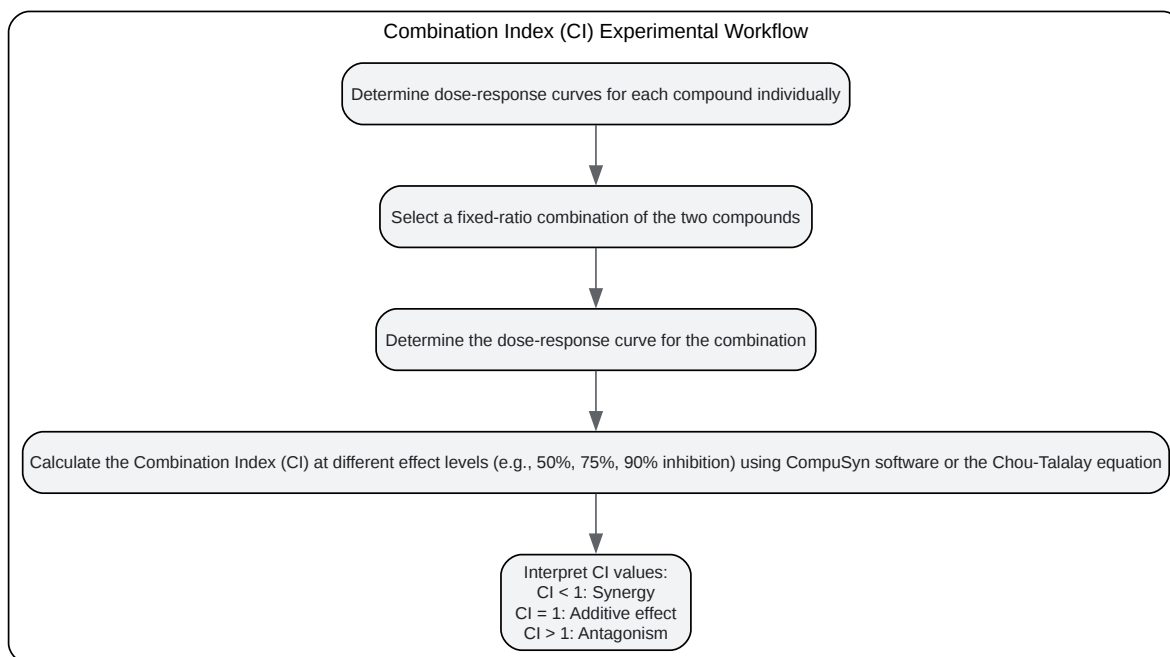 Combination Index (CI) Experimental Workflow
Determine dose-response curves for each compound individually
Select a fixed-ratio combination of the two compounds
Determine the dose-response curve for the combination
Calculate the Combination Index (CI) at different effect levels (e.g., 50%, 75%, 90% inhibition) using CompuSyn software or the Chou-Talalay equation
Interpret CI values:
CI < 1: Synergy
CI = 1: Additive effect
CI > 1: Antagonism